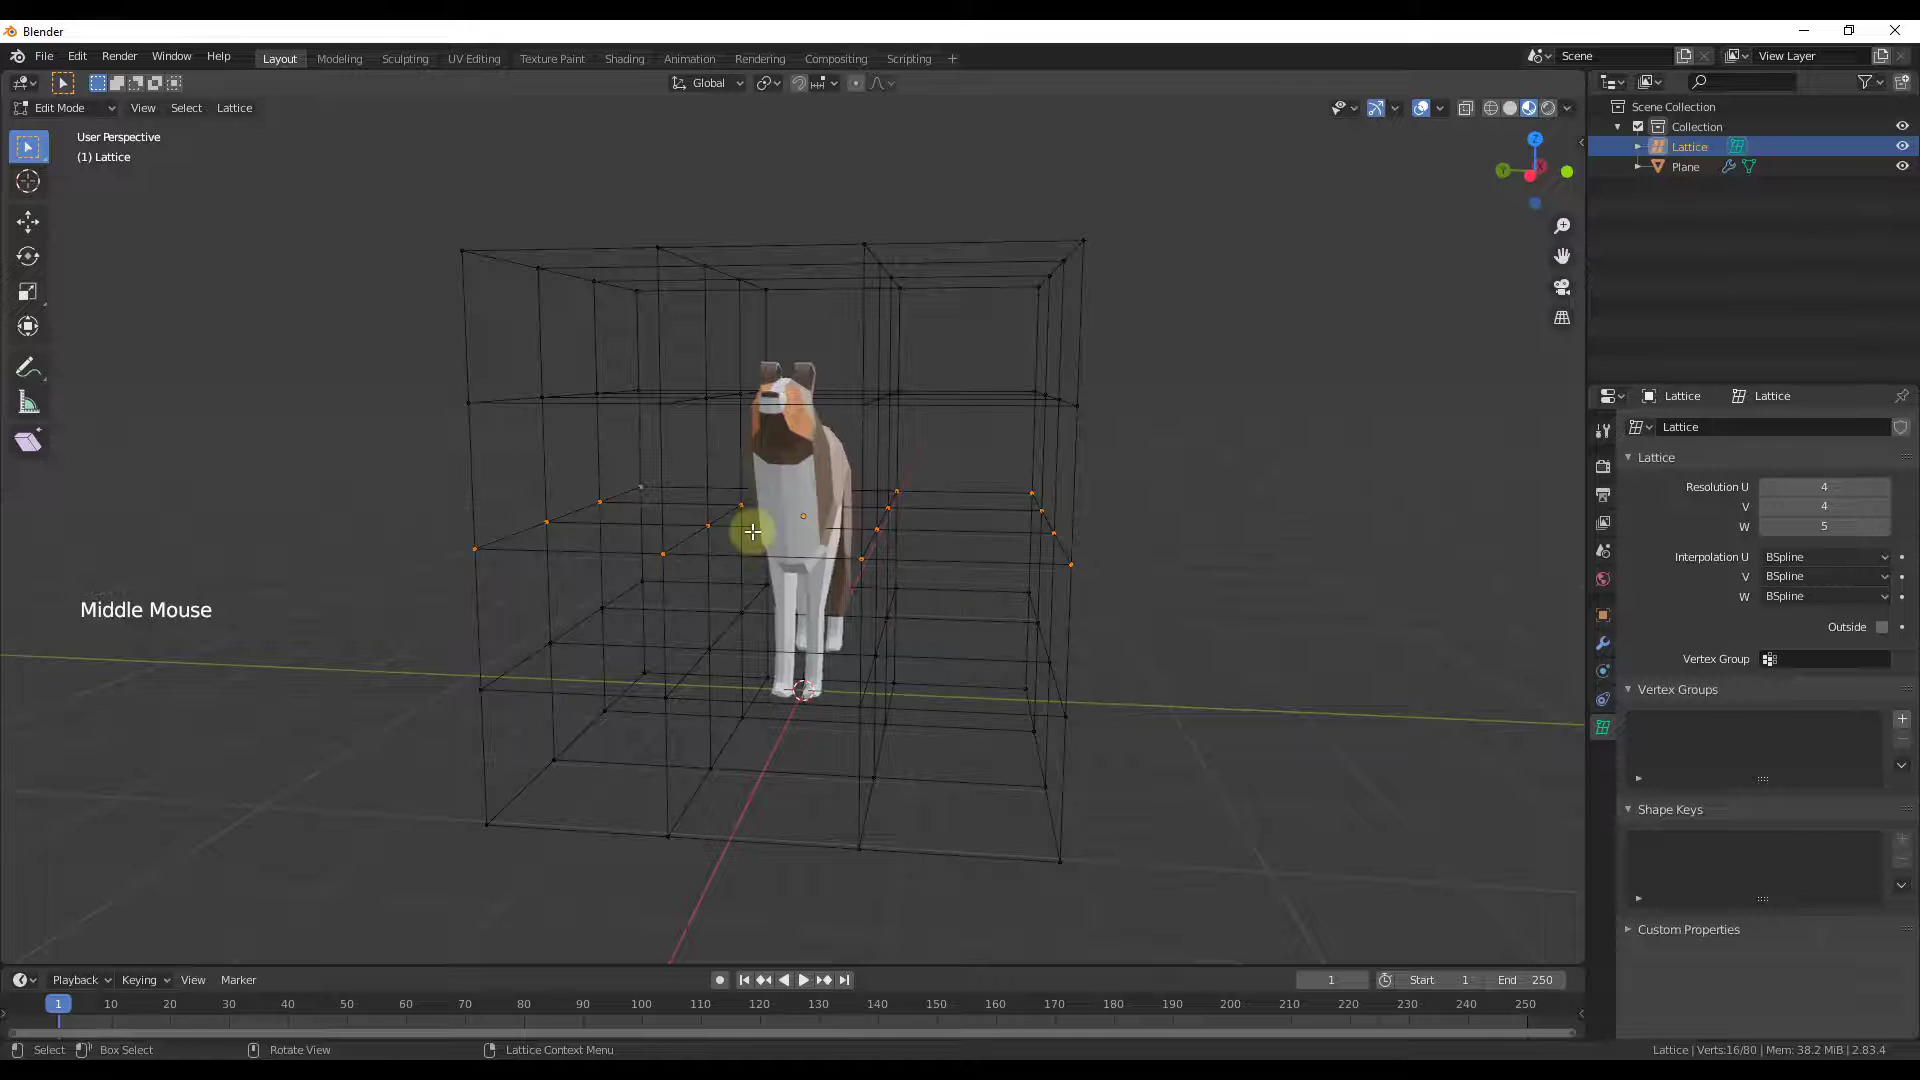 Blender
File Edit Render Window Help
Layout Modeling Sculpting UV Editing Texture Paint Shading Animation Rendering Compositing Scripting +
Scene
View Layer
Global
Edit Mode View Select Lattice
User Perspective
(1) Lattice
Z
Y
X
Middle Mouse
Scene Collection
Collection
Lattice
Plane
Lattice Lattice
Lattice
Lattice
Resolution U 4
V 4
W 5
Interpolation U BSpline
V BSpline
W BSpline
Outside
Vertex Group
Vertex Groups
Shape Keys
Custom Properties
Playback Keying View Marker
1 Start 1 End 250
1 10 20 30 40 50 60 70 80 90 100 110 120 130 140 150 160 170 180 190 200 210 220 230 240 250
Select Box Select Rotate View Lattice Context Menu
Lattice | Verts:16/80 | Mem: 38.2 MiB | 2.83.4